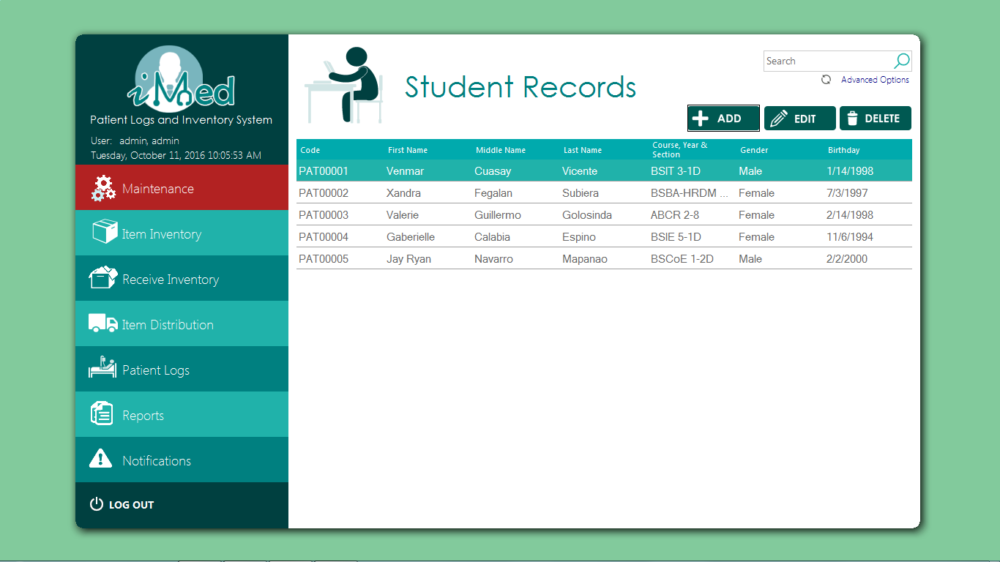 iMed
Patient Logs and Inventory System
User: admin, admin
Tuesday, October 11, 2016 10:05:53 AM
Maintenance
Item Inventory
Receive Inventory
Item Distribution
Patient Logs
Reports
Notifications
LOG OUT
Student Records
Search
Advanced Options
ADD EDIT DELETE
Code First Name Middle Name Last Name Course, Year & Section Gender Birthday
PAT00001 Venmar Cuasay Vicente BSIT 3-1D Male 1/14/1998
PAT00002 Xandra Fegalan Subiera BSBA-HRDM ... Female 7/3/1997
PAT00003 Valerie Guillermo Golosinda ABCR 2-8 Female 2/14/1998
PAT00004 Gaberielle Calabia Espino BSIE 5-1D Female 11/6/1994
PAT00005 Jay Ryan Navarro Mapanao BSCoE 1-2D Male 2/2/2000